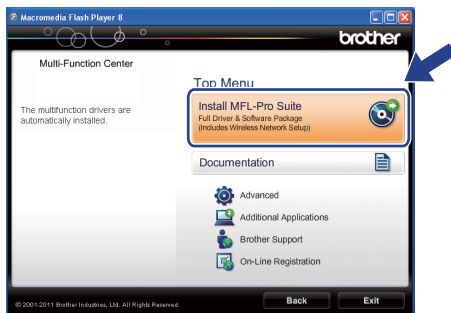 Macromedia Flash Player 8
brother
Multi-Function Center
The multifunction drivers are
automatically installed.
Top Menu
Install MFL-Pro Suite
Full Driver & Software Package
(Includes Wireless Network Setup)
Documentation
Advanced
Additional Applications
Brother Support
On-Line Registration
© 2001-2011 Brother Industries, Ltd. All Rights Reserved.
Back
Exit